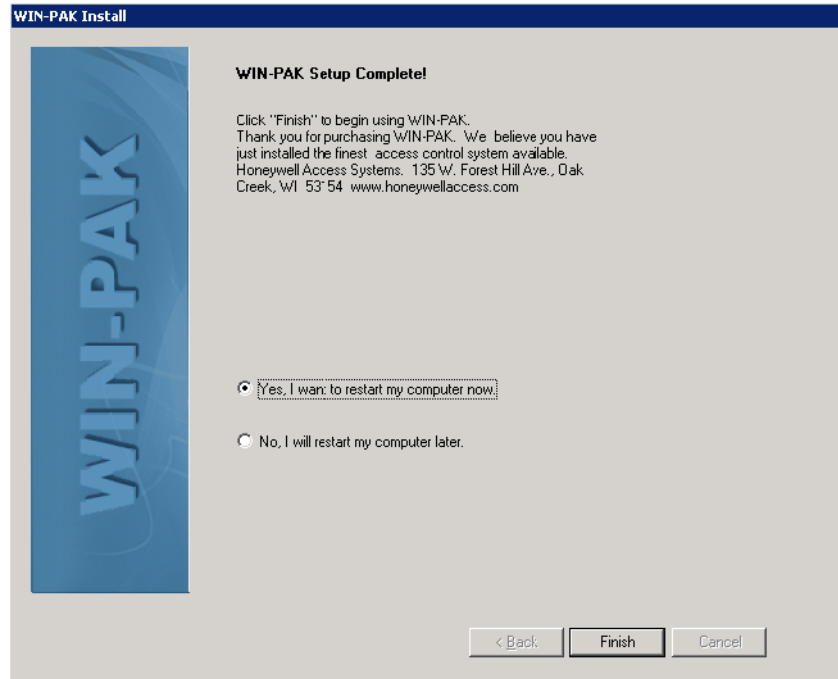 WIN-PAK Install
WIN-PAK
WIN-PAK Setup Complete!
Click "Finish" to begin using WIN-PAK.
Thank you for purchasing WIN-PAK.  We  believe you have
just installed the finest  access control system available.
Honeywell Access Systems.  135 W. Forest Hill Ave., Oak
Creek, WI  53154  www.honeywellaccess.com
Yes, I want to restart my computer now.
No, I will restart my computer later.
< Back
Finish
Cancel